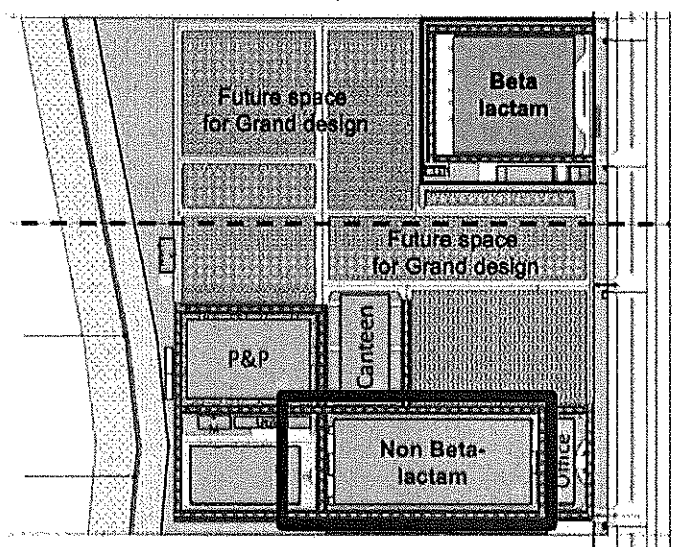 Beta
lactam
Future space
for Grand design
Future space
for Grand design
P&P
Canteen
Non Beta-
lactam
Office